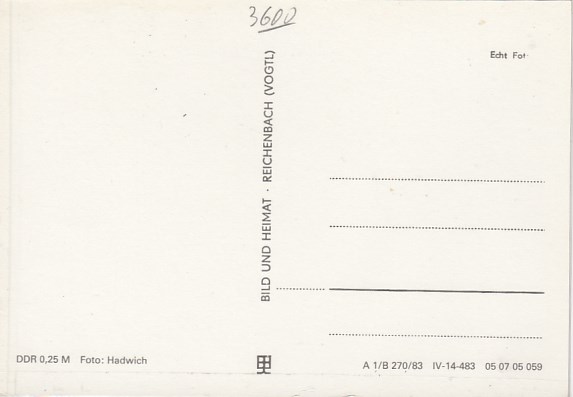 3600
Echt Fot
BILD UND HEIMAT · REICHENBACH (VOGTL)
DDR 0,25 M Foto: Hadwich
A 1/B 270/83 IV-14-483 05 07 05 059